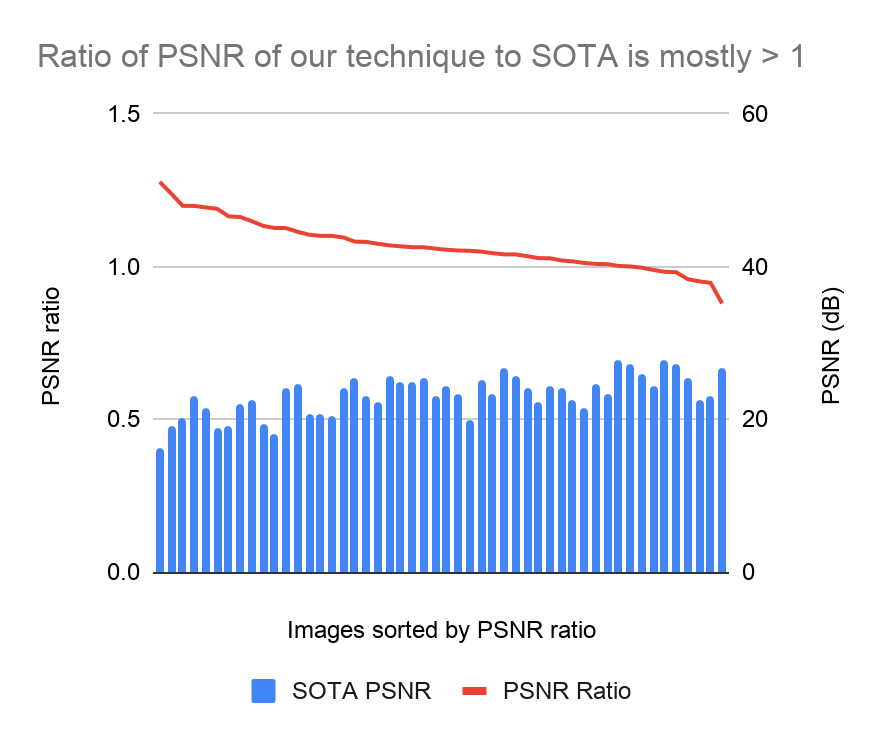 Ratio of PSNR of our technique to SOTA is mostly > 1
1.5
60
1.0
40
PSNR ratio
PSNR (dB)
0.5
20
0.0
0
Images sorted by PSNR ratio
SOTA PSNR
PSNR Ratio